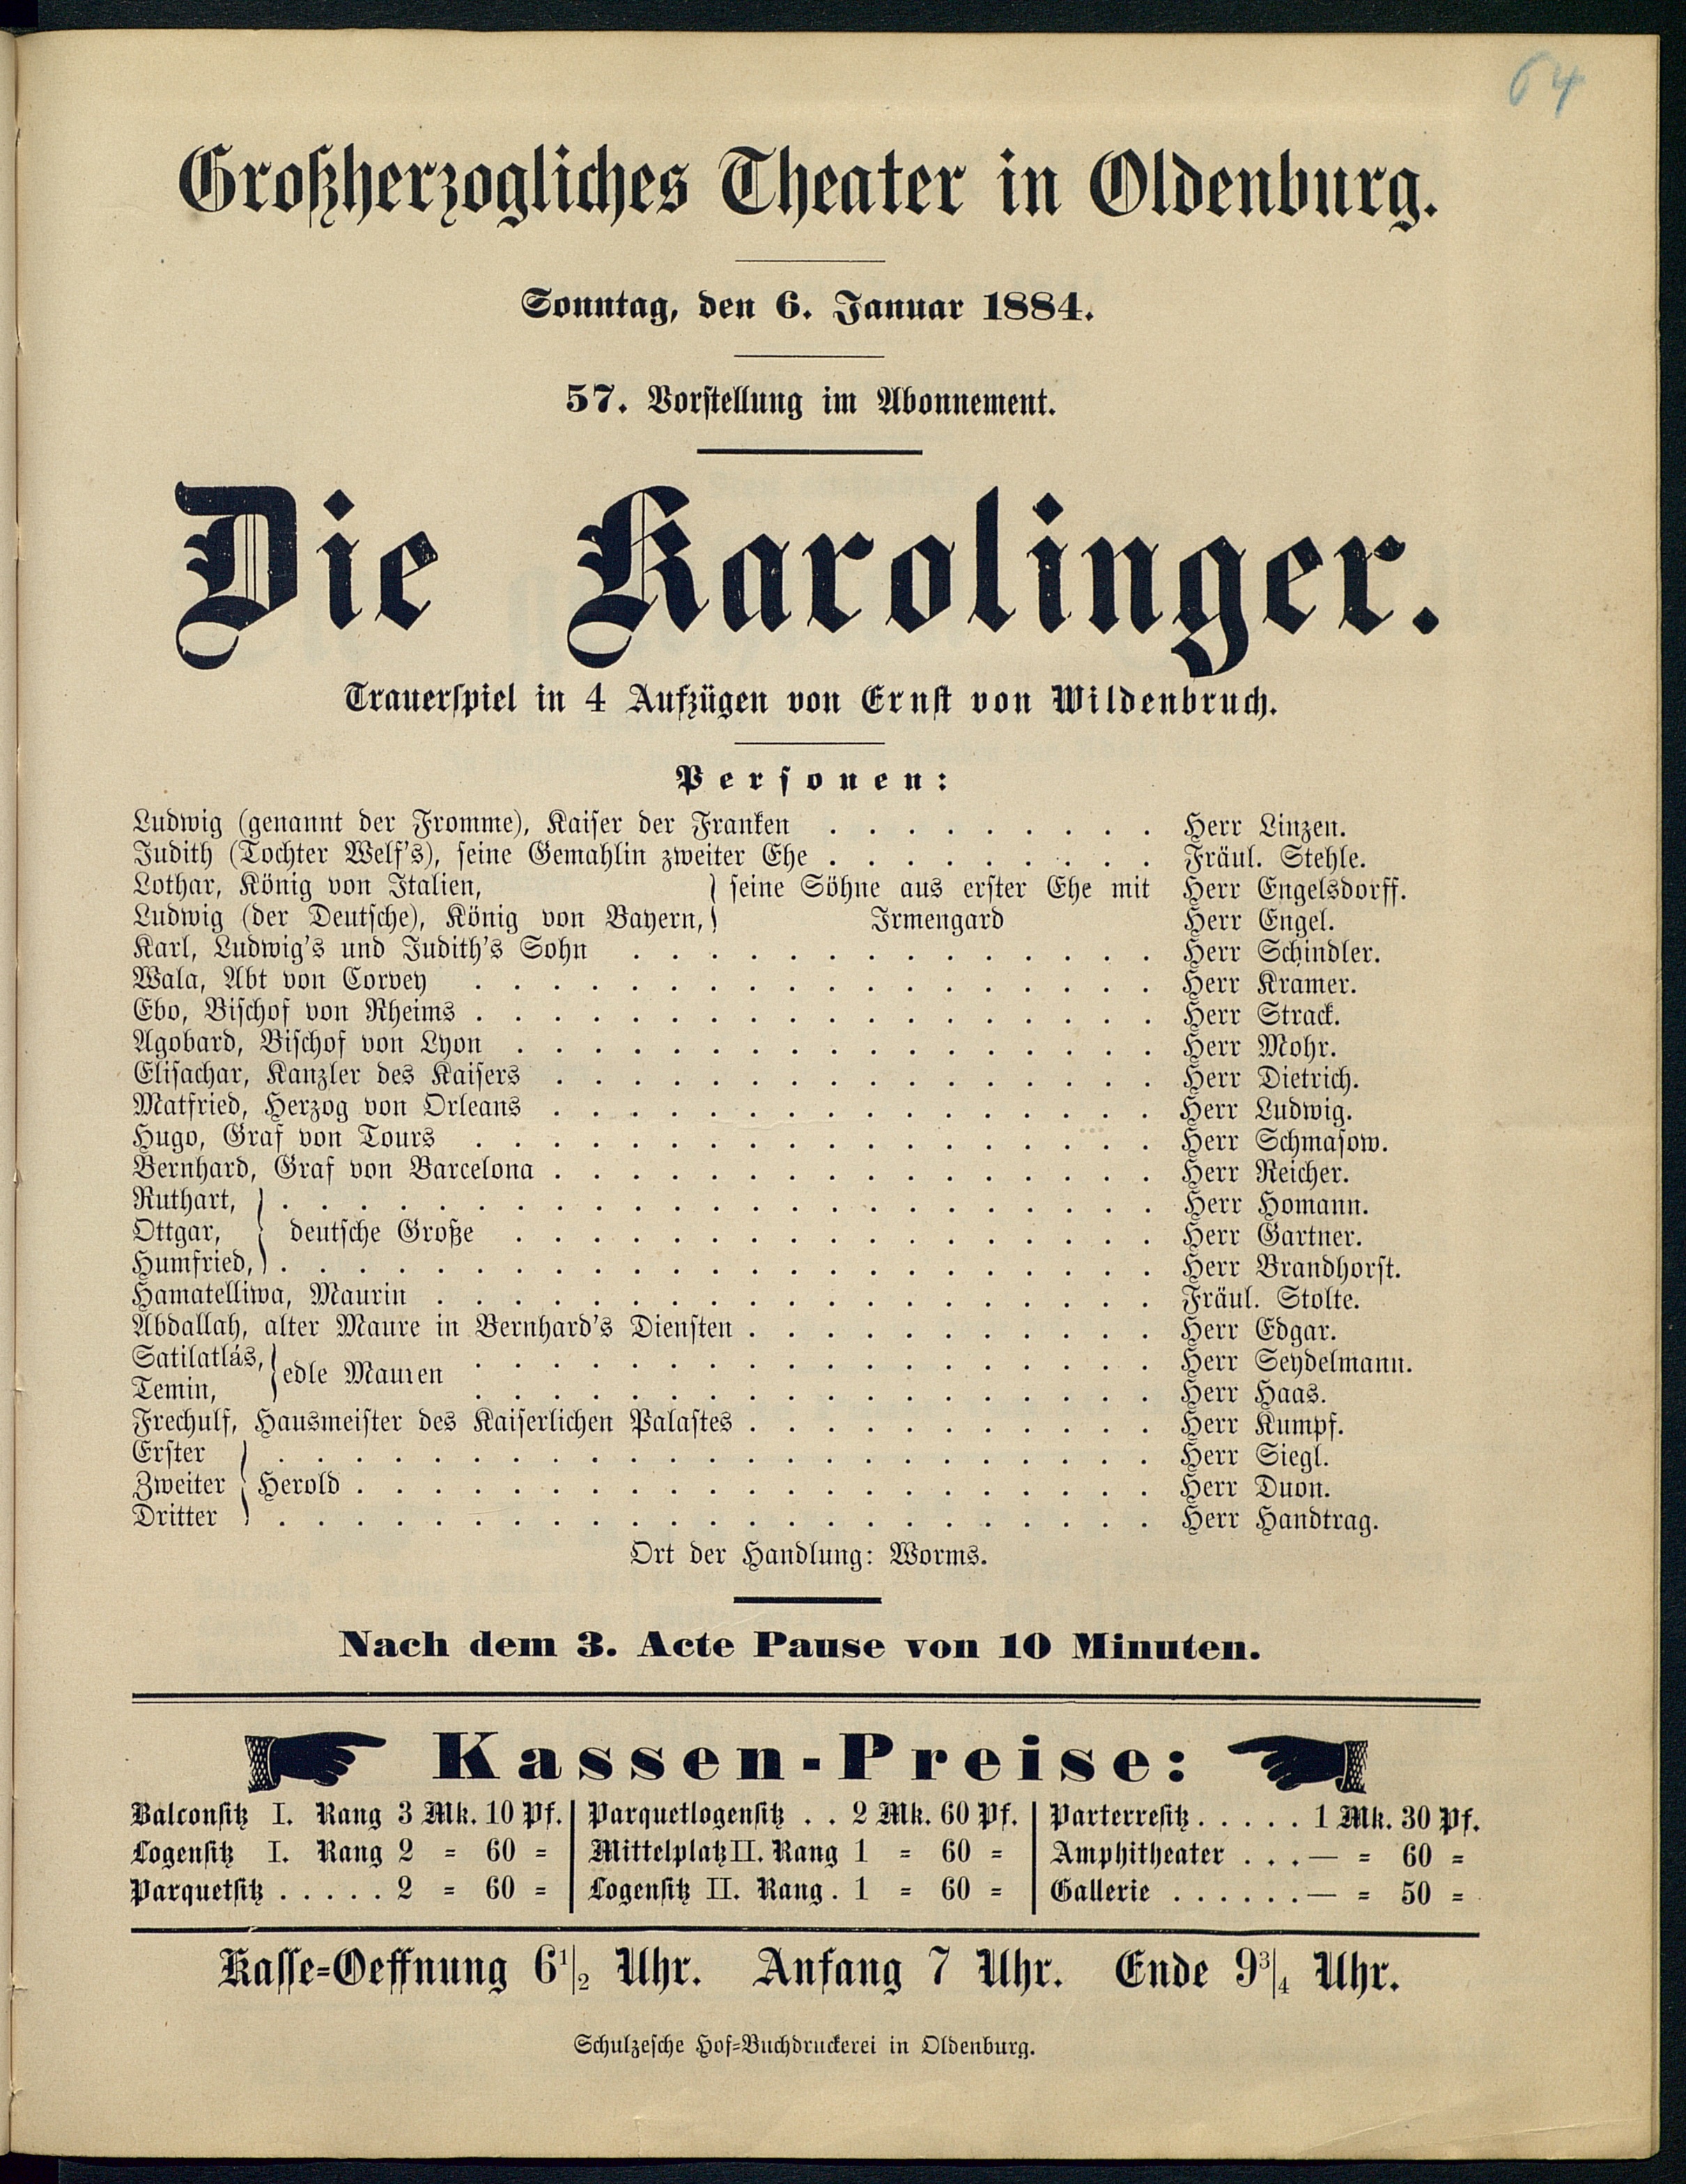 64
Großherzogliches Theater in Oldenburg.
Sonntag, den 6. Januar 1884.
57. Vorstellung im Abonnement.
Die Karolinger.
Trauerspiel in 4 Aufzügen von Ernst von Wildenbruch.
Personen:
Ludwig (genannt der Fromme), Kaiser der Franken . . . . . . . . . Herr Linzen.
Judith (Tochter Welf's), seine Gemahlin zweiter Ehe . . . . . . . . . Fräul. Stehle.
Lothar, König von Italien, } seine Söhne aus erster Ehe mit Herr Engelsdorff.
Ludwig (der Deutsche), König von Bayern, } Irmengard Herr Engel.
Karl, Ludwig's und Judith's Sohn . . . . . . . . . . . . . . Herr Schindler.
Wala, Abt von Corvey . . . . . . . . . . . . . . . . . . Herr Kramer.
Ebo, Bischof von Rheims . . . . . . . . . . . . . . . . . . Herr Strack.
Agobard, Bischof von Lyon . . . . . . . . . . . . . . . . . Herr Mohr.
Elisachar, Kanzler des Kaisers . . . . . . . . . . . . . . . . Herr Dietrich.
Matfried, Herzog von Orleans . . . . . . . . . . . . . . . . Herr Ludwig.
Hugo, Graf von Tours . . . . . . . . . . . . . . . . . . Herr Schmasow.
Bernhard, Graf von Barcelona . . . . . . . . . . . . . . . . Herr Reicher.
Ruthart, } . . . . . . . . . . . . . . . . . . . . . . . Herr Homann.
Ottgar, } deutsche Große . . . . . . . . . . . . . . . . . Herr Gartner.
Humfried, } . . . . . . . . . . . . . . . . . . . . . . . Herr Brandhorst.
Hamatelliwa, Maurin . . . . . . . . . . . . . . . . . . . Fräul. Stolte.
Abdallah, alter Maure in Bernhard's Diensten . . . . . . . . . . . Herr Edgar.
Satilatlás, } edle Mauren . . . . . . . . . . . . . . . . . . Herr Seydelmann.
Temin, } . . . . . . . . . . . . . . . . . . Herr Haas.
Frechulf, Hausmeister des Kaiserlichen Palastes . . . . . . . . . . . Herr Kumpf.
Erster } . . . . . . . . . . . . . . . . . . . . . . . Herr Siegl.
Zweiter } Herold . . . . . . . . . . . . . . . . . . . . . Herr Duon.
Dritter } . . . . . . . . . . . . . . . . . . . . . . . Herr Handtrag.
Ort der Handlung: Worms.
Nach dem 3. Acte Pause von 10 Minuten.
Kassen-Preise:
Balconsitz I. Rang 3 Mk. 10 Pf. | Parquetlogensitz . . 2 Mk. 60 Pf. | Parterresitz . . . . . 1 Mk. 30 Pf.
Logensitz I. Rang 2 = 60 = | Mittelplatz II. Rang 1 = 60 = | Amphitheater . . . — = 60 =
Parquetsitz . . . . . 2 = 60 = | Logensitz II. Rang . 1 = 60 = | Gallerie . . . . . . — = 50 =
Kasse=Oeffnung 6 1/2 Uhr. Anfang 7 Uhr. Ende 9 3/4 Uhr.
Schulzesche Hof=Buchdruckerei in Oldenburg.